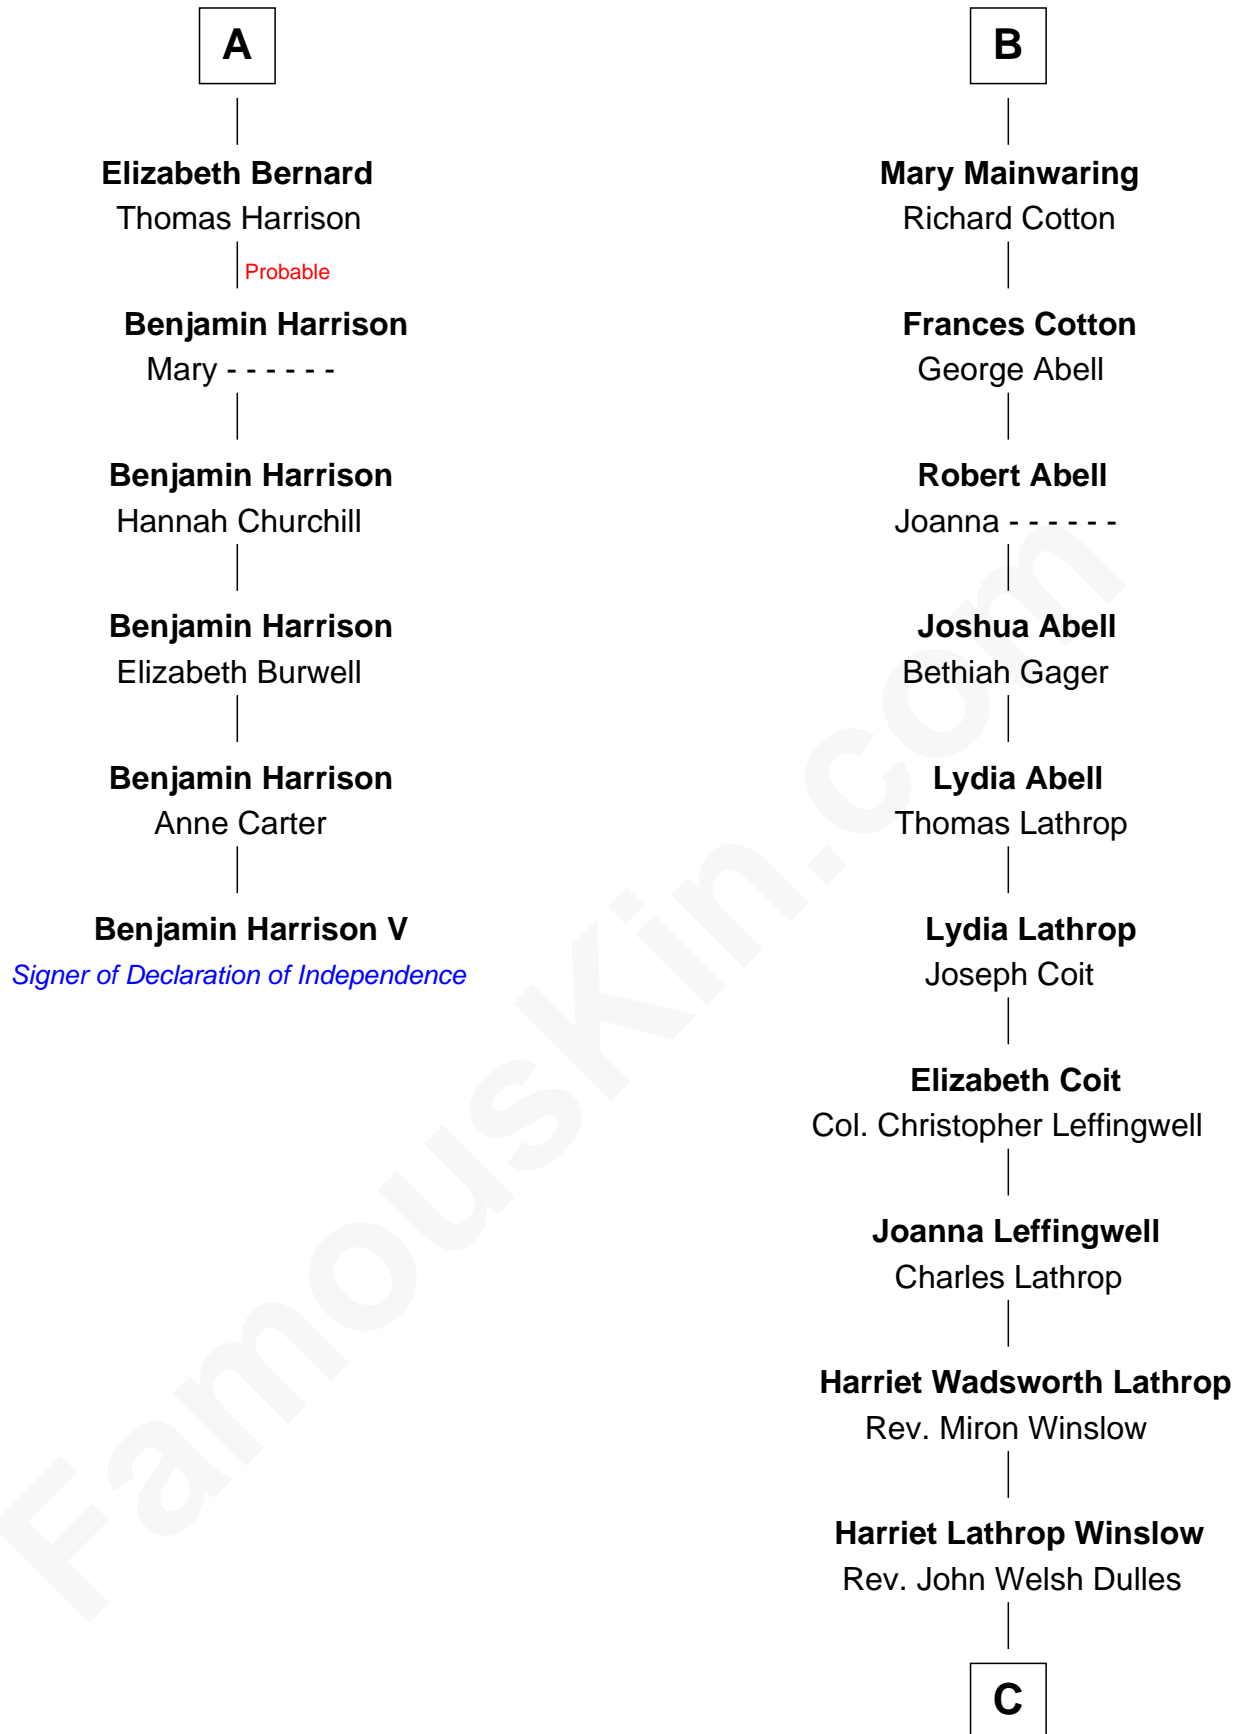 A
Elizabeth Bernard
Thomas Harrison
Probable
Benjamin Harrison
Mary - - - - - -
Benjamin Harrison
Hannah Churchill
Benjamin Harrison
Elizabeth Burwell
Benjamin Harrison
Anne Carter
Benjamin Harrison V
Signer of Declaration of Independence
B
Mary Mainwaring
Richard Cotton
Frances Cotton
George Abell
Robert Abell
Joanna - - - - - -
Joshua Abell
Bethiah Gager
Lydia Abell
Thomas Lathrop
Lydia Lathrop
Joseph Coit
Elizabeth Coit
Col. Christopher Leffingwell
Joanna Leffingwell
Charles Lathrop
Harriet Wadsworth Lathrop
Rev. Miron Winslow
Harriet Lathrop Winslow
Rev. John Welsh Dulles
C
FamousKin.com